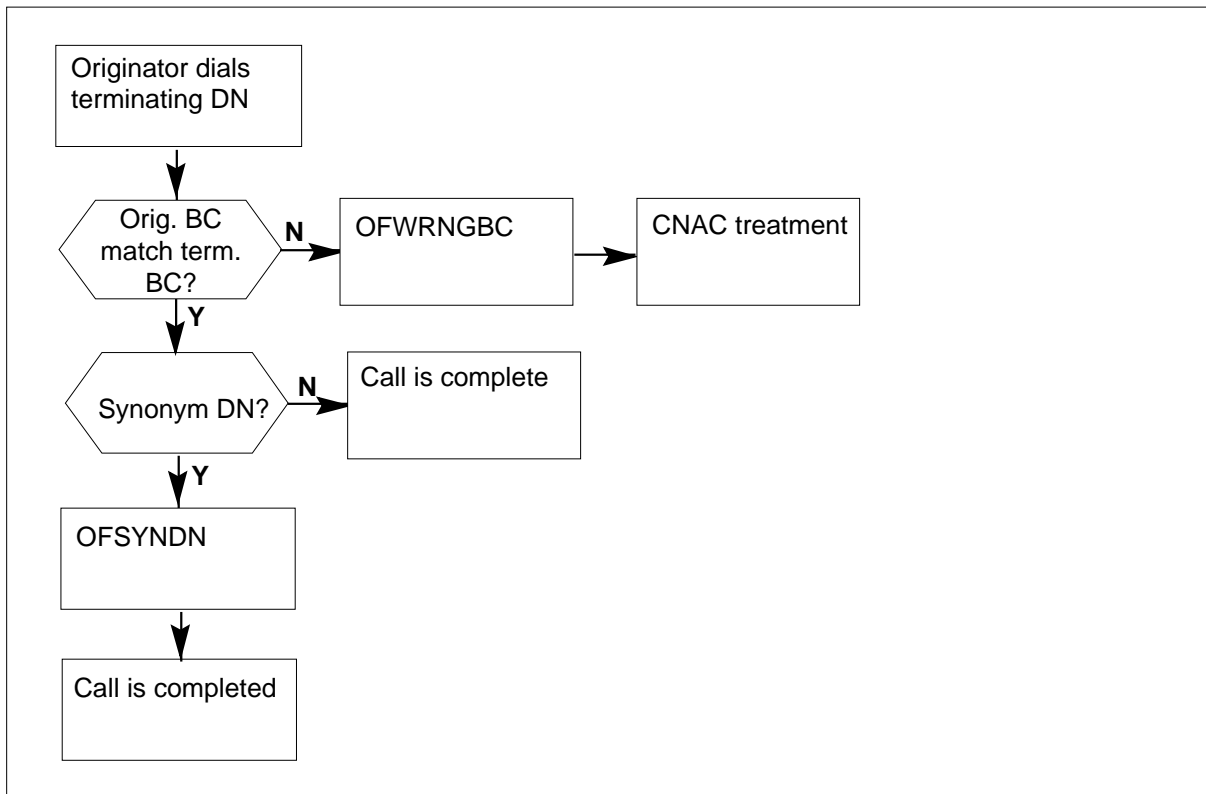 Originator dials
terminating DN
Orig. BC
match term.
BC?
N
OFWRNGBC
CNAC treatment
Y
Synonym DN?
N
Call is complete
Y
OFSYNDN
Call is completed